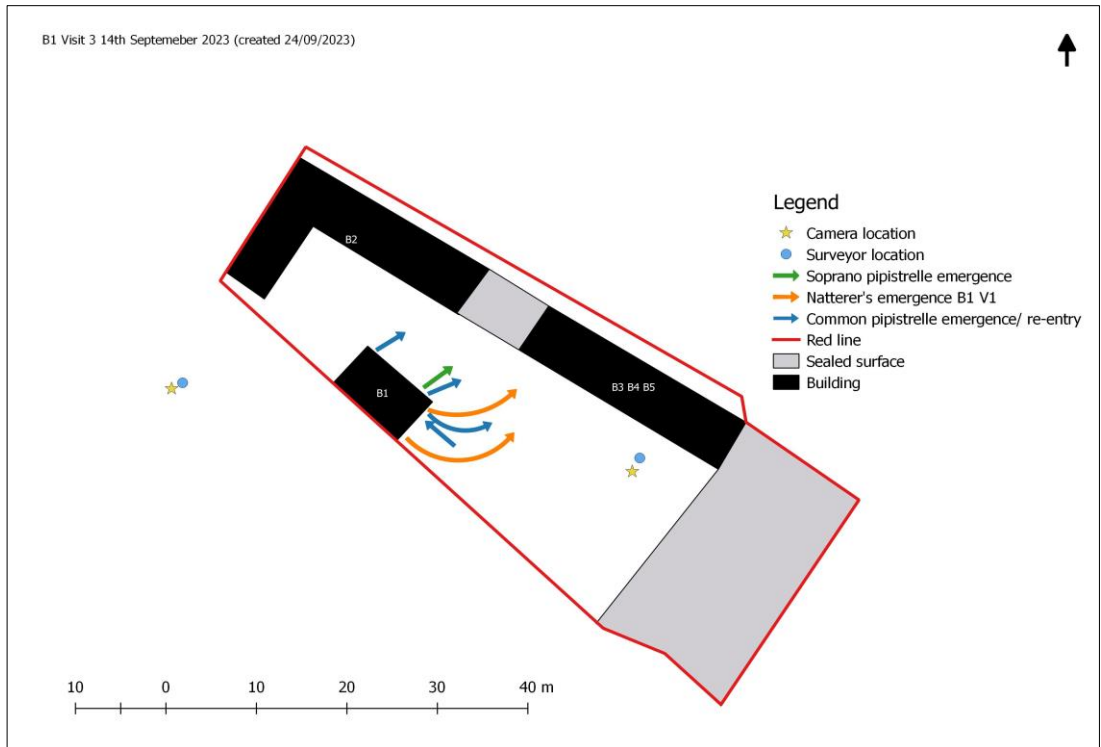 B1 Visit 3 14th Septemeber 2023 (created 24/09/2023)
B2
B1
B3 B4 B5
Legend
Camera location
Surveyor location
Soprano pipistrelle emergence
Natterer's emergence B1 V1
Common pipistrelle emergence/ re-entry
Red line
Sealed surface
Building
10 0 10 20 30 40 m